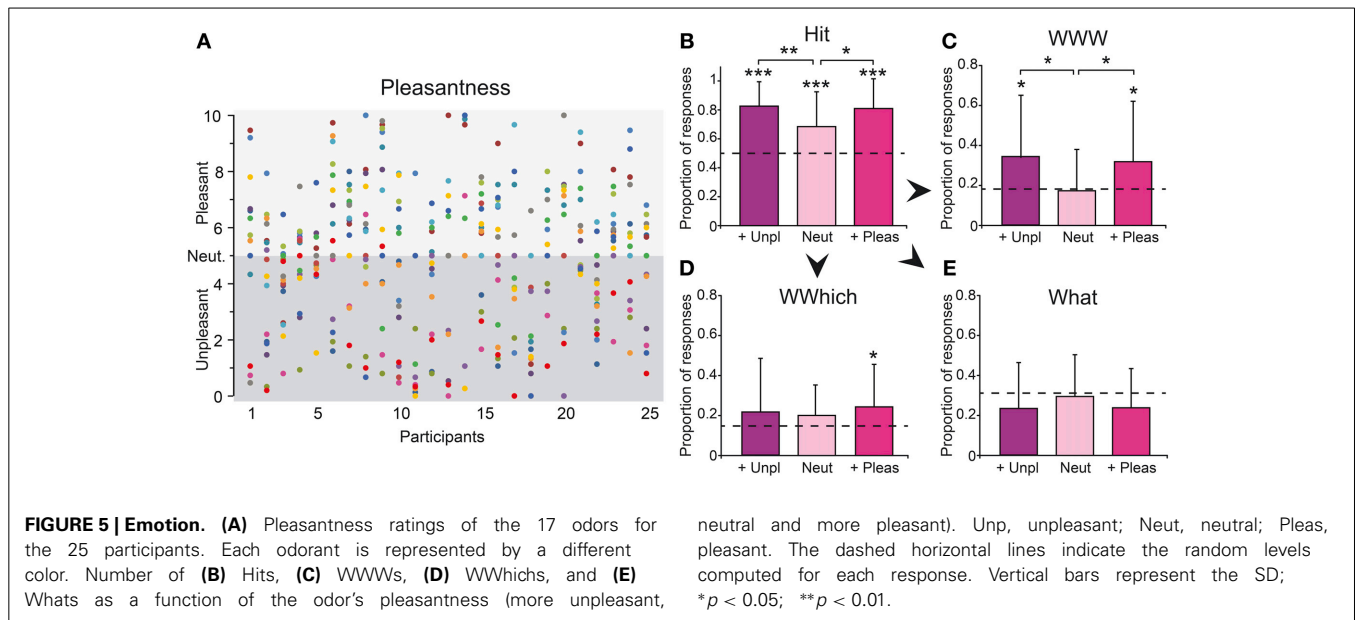 A
Pleasantness
10
8
6
Neut.
4
2
0
Pleasant
Unpleasant
1
5
10
15
20
25
Participants
B
Hit
**
*
***
***
***
1
0.8
0.6
0.4
0.2
0
Proportion of responses
+ Unpl
Neut
+ Pleas
C
WWW
*
*
*
*
0.8
0.6
0.4
0.2
0
Proportion of responses
+ Unpl
Neut
+ Pleas
D
WWhich
*
0.8
0.6
0.4
0.2
0
Proportion of responses
+ Unpl
Neut
+ Pleas
E
What
0.8
0.6
0.4
0.2
0
Proportion of responses
+ Unpl
Neut
+ Pleas
FIGURE 5 | Emotion. (A) Pleasantness ratings of the 17 odors for
the 25 participants. Each odorant is represented by a different
color. Number of (B) Hits, (C) WWWs, (D) WWhichs, and (E)
Whats as a function of the odor's pleasantness (more unpleasant,
neutral and more pleasant). Unp, unpleasant; Neut, neutral; Pleas,
pleasant. The dashed horizontal lines indicate the random levels
computed for each response. Vertical bars represent the SD;
*p < 0.05; **p < 0.01.